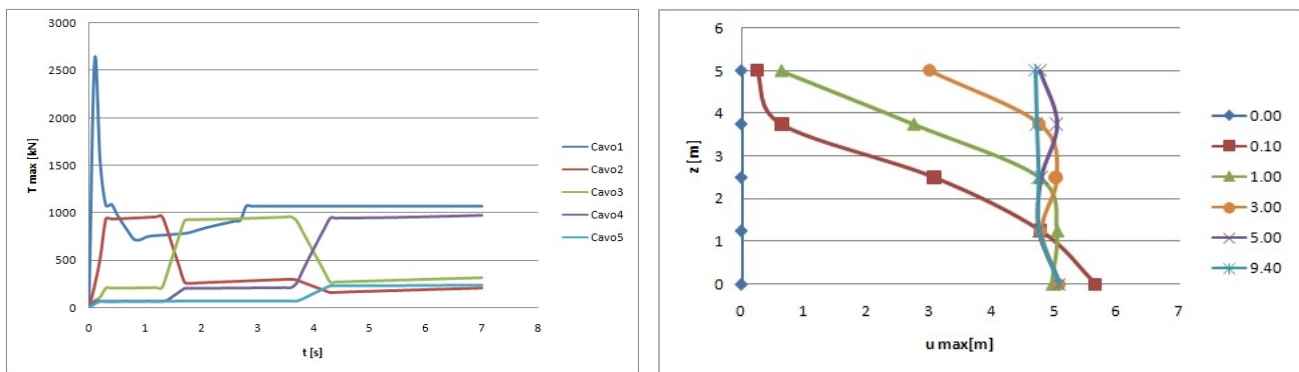 3000
2500
2000
1500
1000
500
0
T max [kN]
0 1 2 3 4 5 6 7 8
t [s]
Cavo1
Cavo2
Cavo3
Cavo4
Cavo5
6
5
4
3
2
1
0
z [m]
0 1 2 3 4 5 6 7
u max[m]
0.00
0.10
1.00
3.00
5.00
9.40